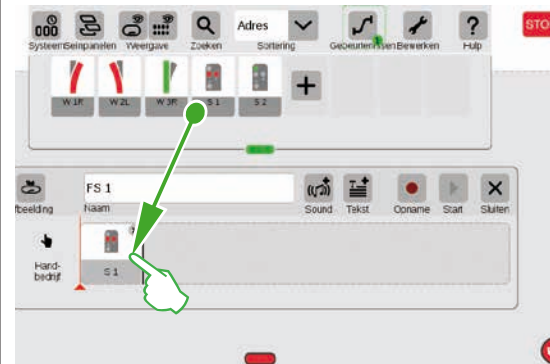 Adres
STO
Systeem Seinpanelen Weergave Zoeken Sortering Gebeurtenissen Bewerken Hulp
W 1R W 2L W 3R S 1 S 2
FS 1
fbeelding Naam Sound Tekst Opname Start Sluiten
Hand-
bedrijf
S 1